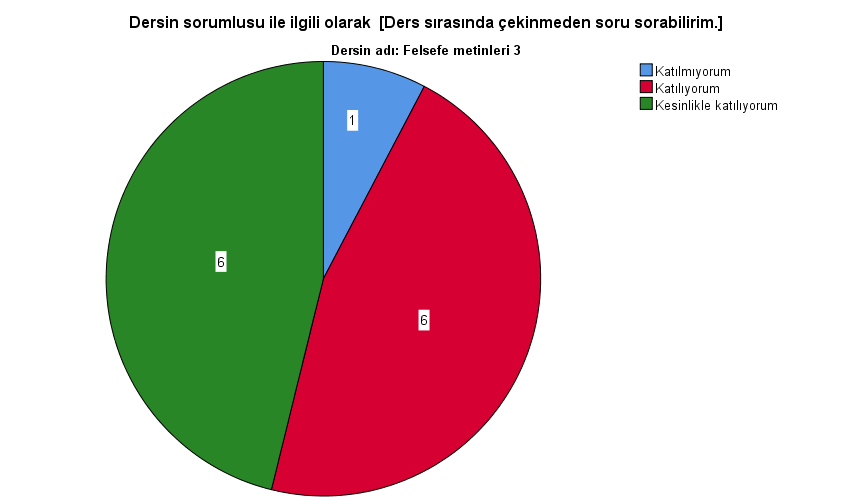 Dersin sorumlusu ile ilgili olarak [Ders sırasında çekinmeden soru sorabilirim.]
Dersin adı: Felsefe metinleri 3
Katılmıyorum
Katılıyorum
Kesinlikle katılıyorum
1
6
6